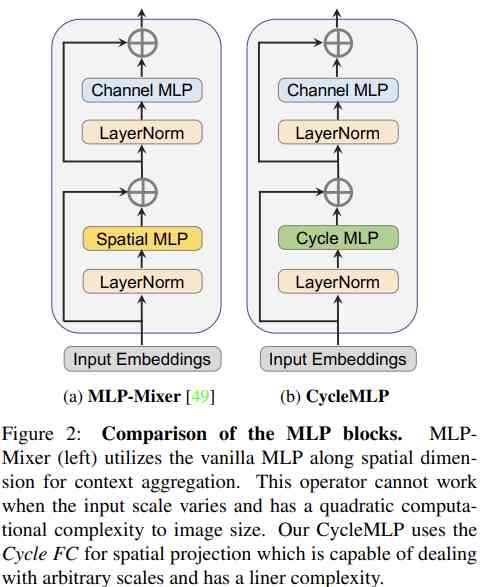 Channel MLP
LayerNorm
Spatial MLP
LayerNorm
Input Embeddings
(a) MLP-Mixer [49]
Channel MLP
LayerNorm
Cycle MLP
LayerNorm
Input Embeddings
(b) CycleMLP
Figure 2: Comparison of the MLP blocks. MLP-
Mixer (left) utilizes the vanilla MLP along spatial dimen-
sion for context aggregation. This operator cannot work
when the input scale varies and has a quadratic computa-
tional complexity to image size. Our CycleMLP uses the
Cycle FC for spatial projection which is capable of dealing
with arbitrary scales and has a liner complexity.